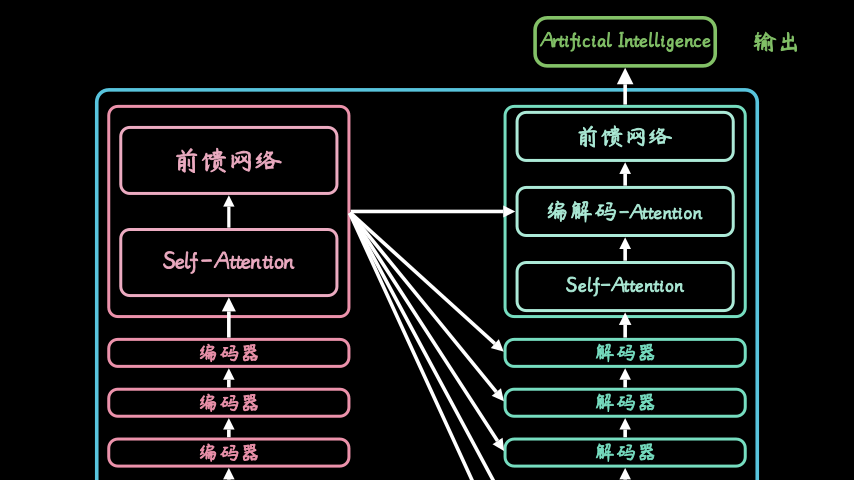 Artificial Intelligence
输出
前馈网络
Self-Attention
编码器
编码器
编码器
前馈网络
编解码-Attention
Self-Attention
解码器
解码器
解码器